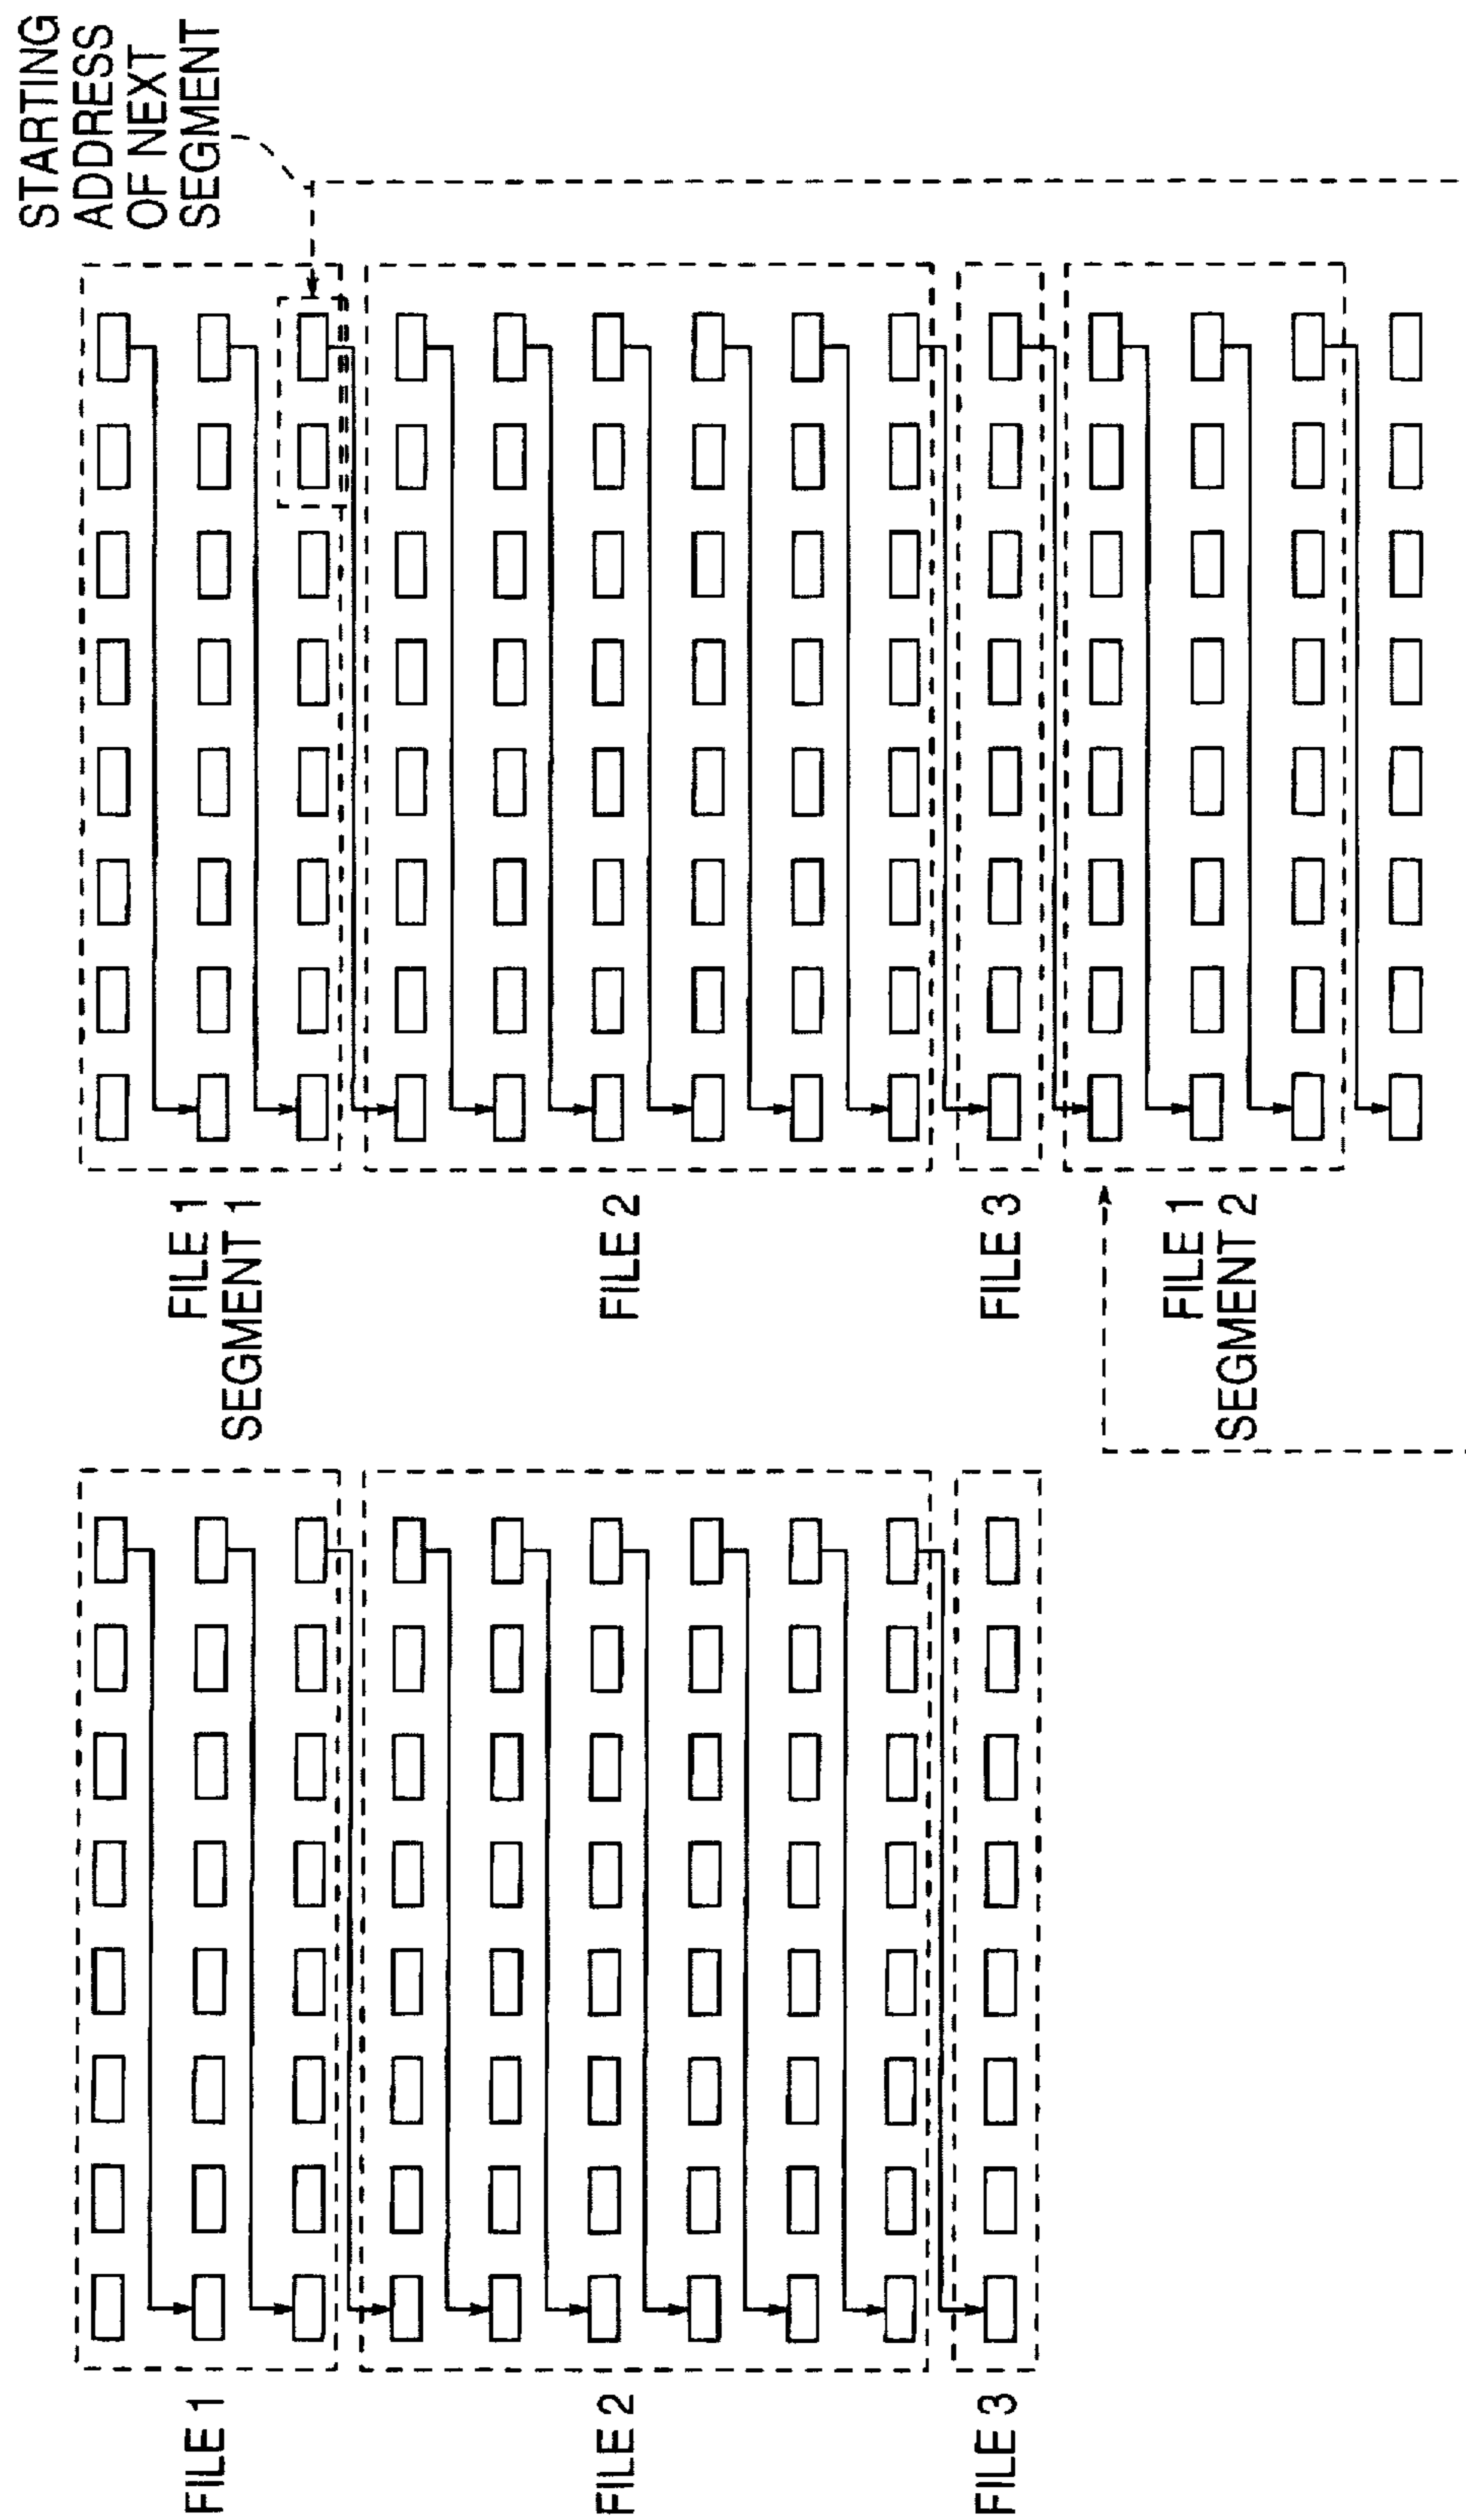 FILE 1
FILE 2
FILE 3
FILE 1
SEGMENT 1
FILE 2
FILE 3
FILE 1
SEGMENT 2
STARTING
ADDRESS
OF NEXT
SEGMENT